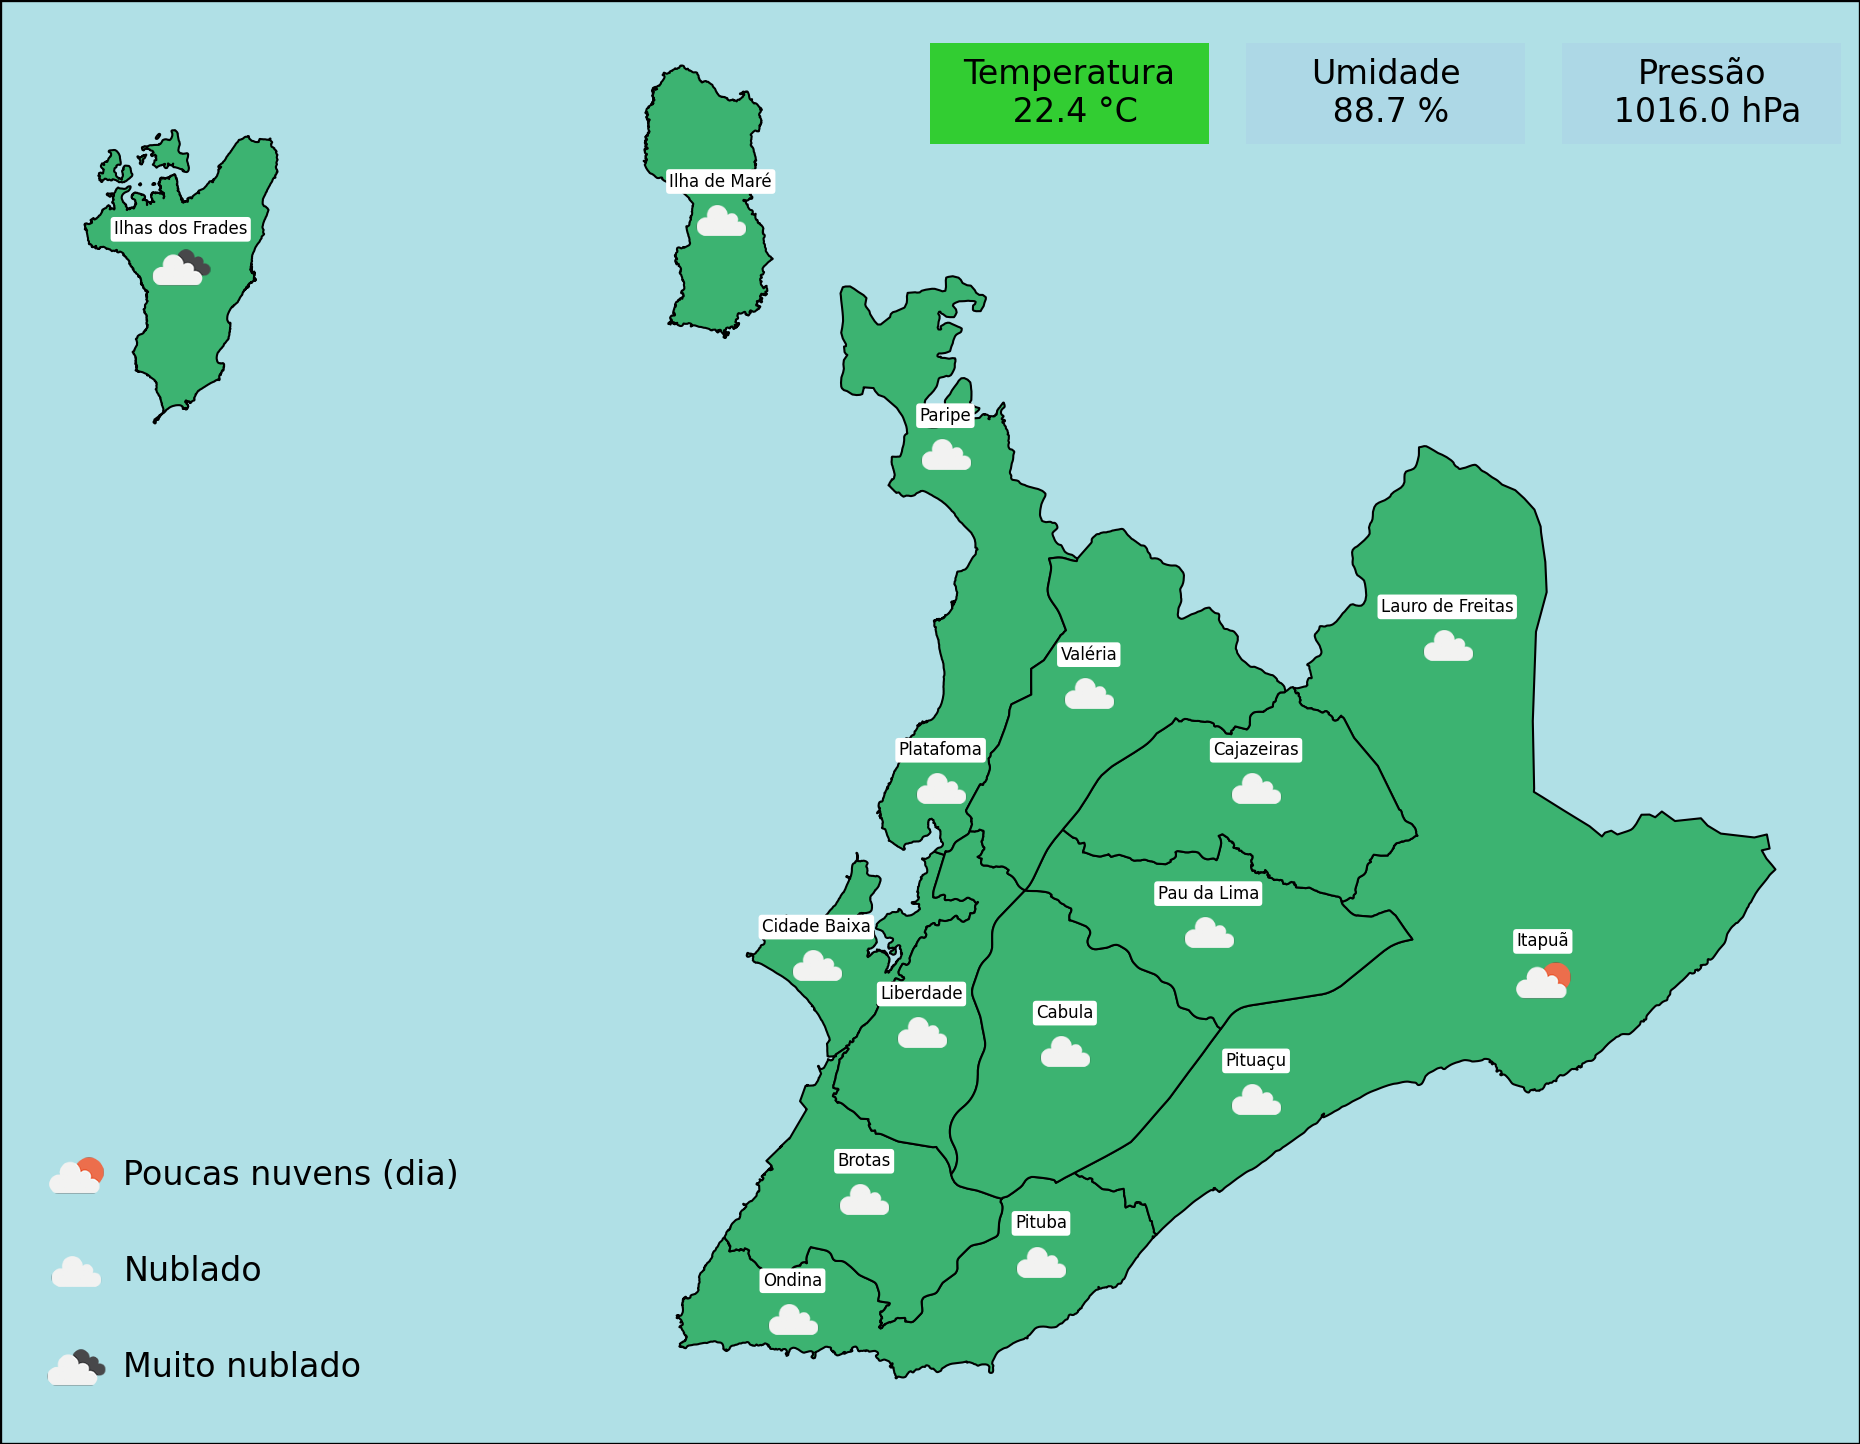 Temperatura
22.4 °C
Umidade
88.7 %
Pressão
1016.0 hPa
Ilha de Maré
Ilhas dos Frades
Paripe
Lauro de Freitas
Valéria
Platafoma
Cajazeiras
Pau da Lima
Cidade Baixa
Itapuã
Liberdade
Cabula
Pituaçu
Brotas
Pituba
Ondina
Poucas nuvens (dia)
Nublado
Muito nublado